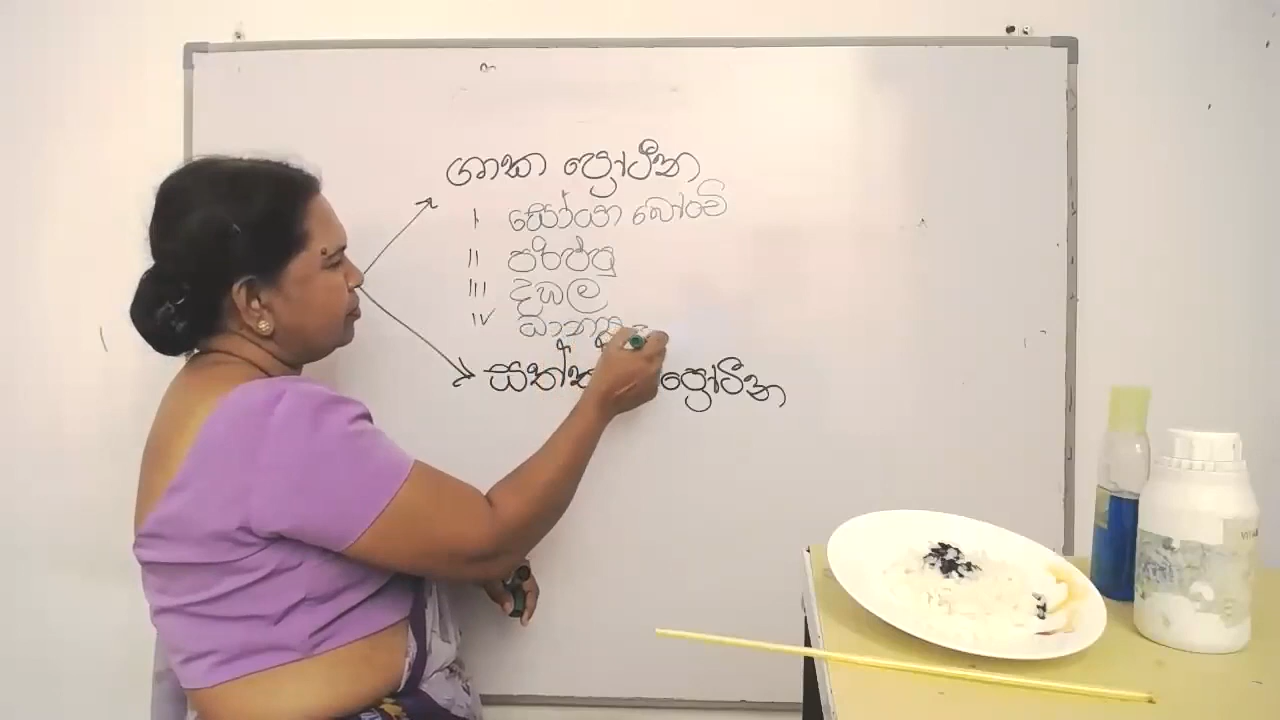 ශාක ප්‍රෝටීන
I සෝයා බෝංචි
II පරිප්පු
III දඹල
IV ධාන්‍ය
ප්‍රෝටීන